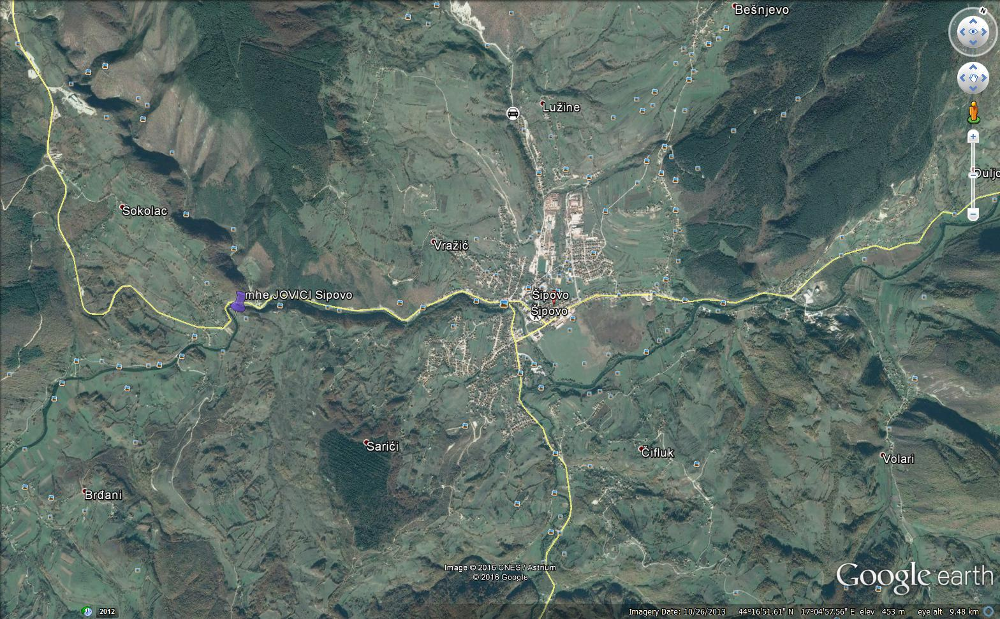 Bešnjevo
N
Lužine
Duljc
Sokolac
Vražić
mhe JOVICI Sipovo
Šipovo
Šipovo
Sarići
Čifluk
Volari
Brđani
Image © 2016 CNES / Astrium
© 2016 Google
Google earth
2012
Imagery Date: 10/26/2013 44°16'51.61" N 17°04'57.56" E elev 453 m eye alt 9.48 km